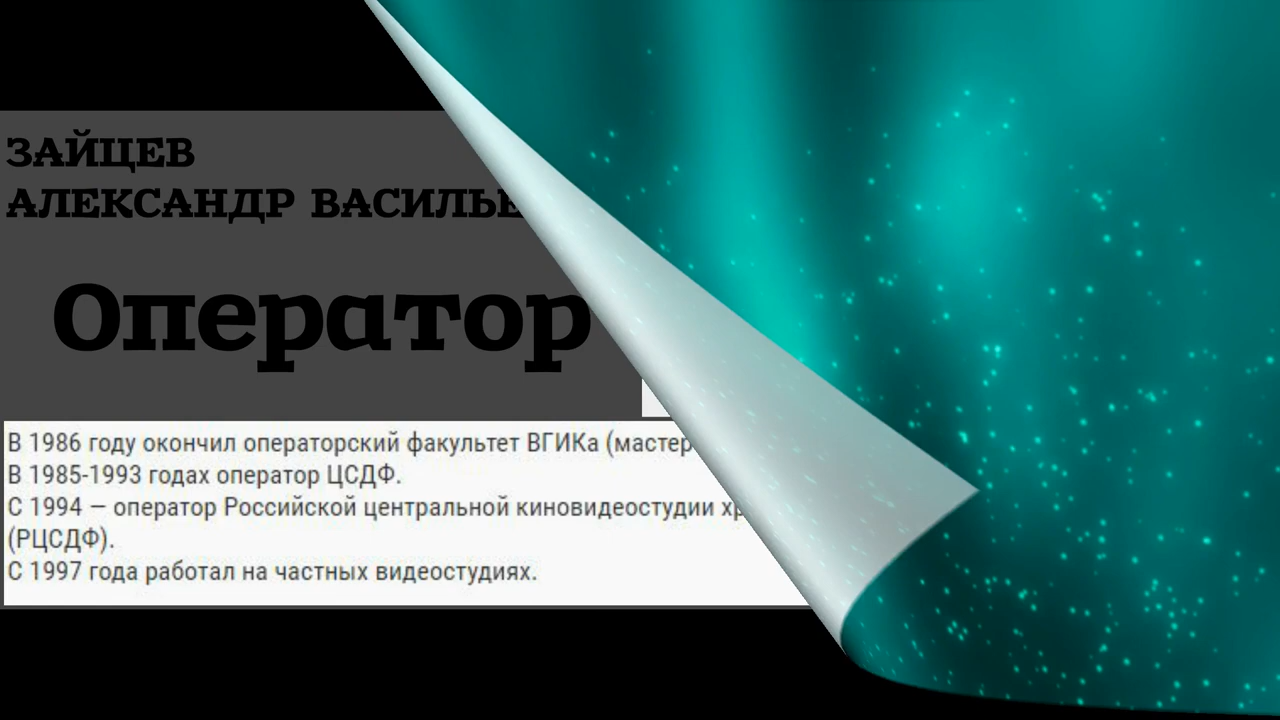 ЗАЙЦЕВ
АЛЕКСАНДР
Оператор
В 1986 году окончил операторский факультет ВГИКа (мастер
В 1985-1993 годах оператор ЦСДФ.
С 1994 — оператор Российской центральной киновидеостудии
(РЦСДФ).
С 1997 года работал на частных видеостудиях.